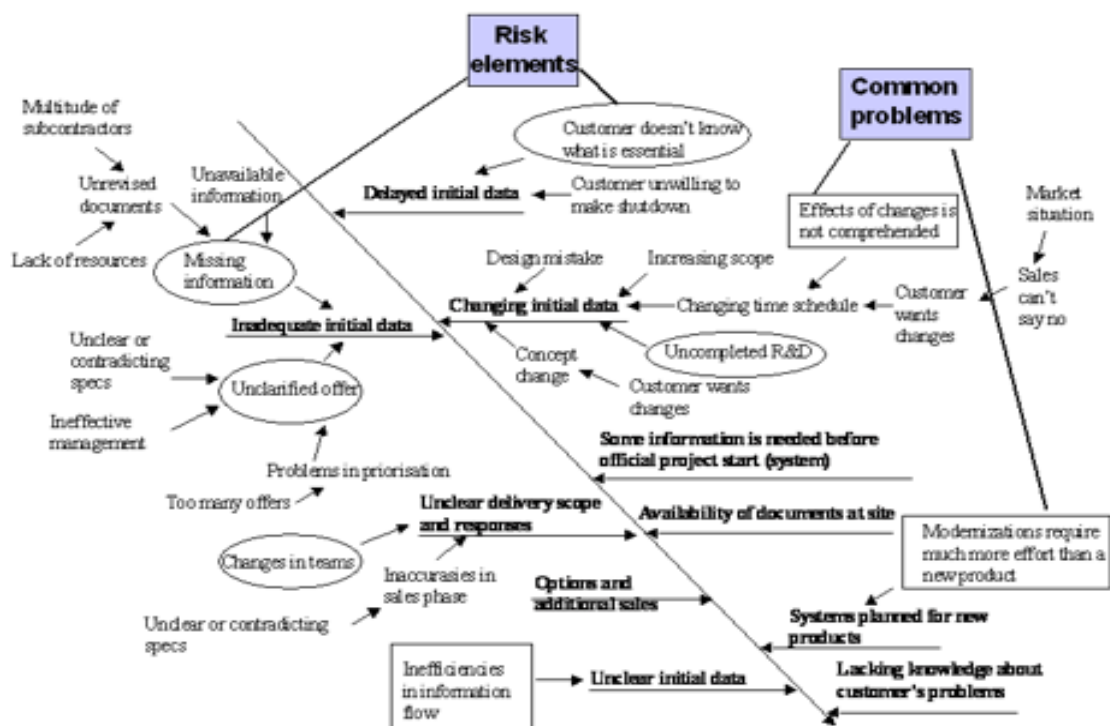 Risk
elements
Common
problems
Multitude of
subcontractors
Customer doesn't know
what is essential
Unrevised
documents
Unavailable
information
Delayed initial data
Customer unwilling to
make shutdown
Effects of changes is
not comprehended
Market
situation
Lack of resources
Missing
information
Design mistake
Increasing scope
Changing initial data
Changing time schedule
Customer
wants
changes
Sales
can't
say no
Inadequate initial data
Unclear or
contradicting
specs
Unclarified offer
Concept
change
Uncompleted R&D
Customer wants
changes
Ineffective
management
Some information is needed before
official project start (system)
Problems in priorisation
Too many offers
Unclear delivery scope
and responses
Availability of documents at site
Modernizations require
much more effort than a
new product
Changes in teams
Inaccurasies in
sales phase
Options and
additional sales
Unclear or contradicting
specs
Systems planned for new
products
Inefficiencies
in information
flow
Unclear initial data
Lacking knowledge about
customer's problems